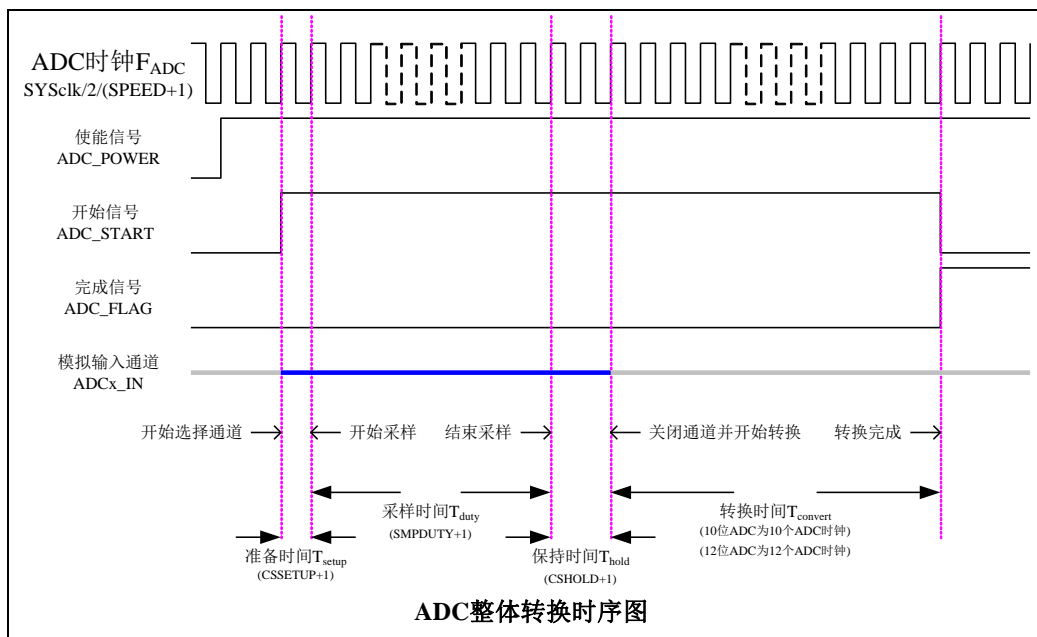 ADC时钟FADC
SYSclk/2/(SPEED+1)
使能信号
ADC_POWER
开始信号
ADC_START
完成信号
ADC_FLAG
模拟输入通道
ADCx_IN
开始选择通道
开始采样
结束采样
关闭通道并开始转换
转换完成
采样时间Tduty
(SMPDUTY+1)
转换时间Tconvert
(10位ADC为10个ADC时钟)
(12位ADC为12个ADC时钟)
准备时间Tsetup
(CSSETUP+1)
保持时间Thold
(CSHOLD+1)
ADC整体转换时序图